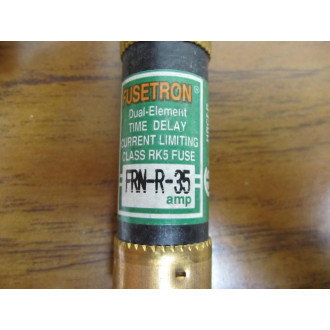 FUSETRON®
Dual-Element
TIME DELAY
CURRENT LIMITING
CLASS RK5 FUSE
FRN-R-35
amp